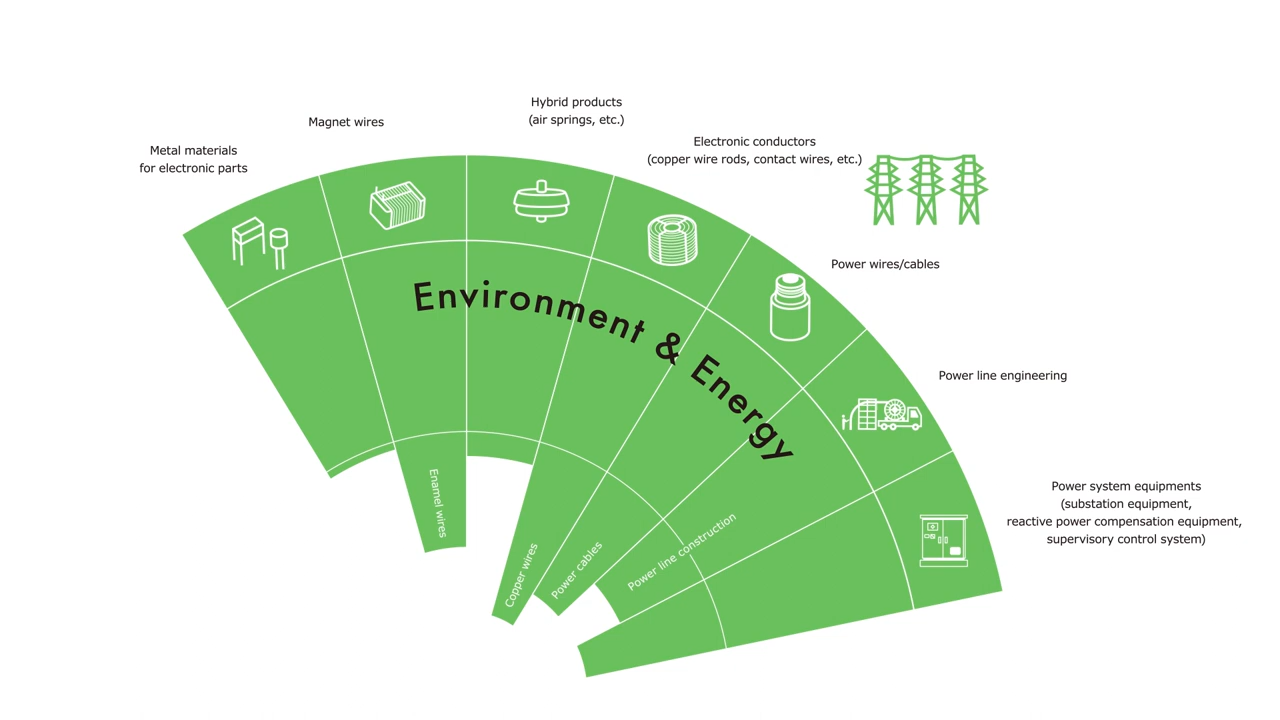 Hybrid products
(air springs, etc.)
Magnet wires
Electronic conductors
(copper wire rods, contact wires, etc.)
Metal materials
for electronic parts
Power wires/cables
Environment & Energy
Power line engineering
Power system equipments
(substation equipment,
reactive power compensation equipment,
supervisory control system)
Enamel wires
Copper wires
Power cables
Power line construction